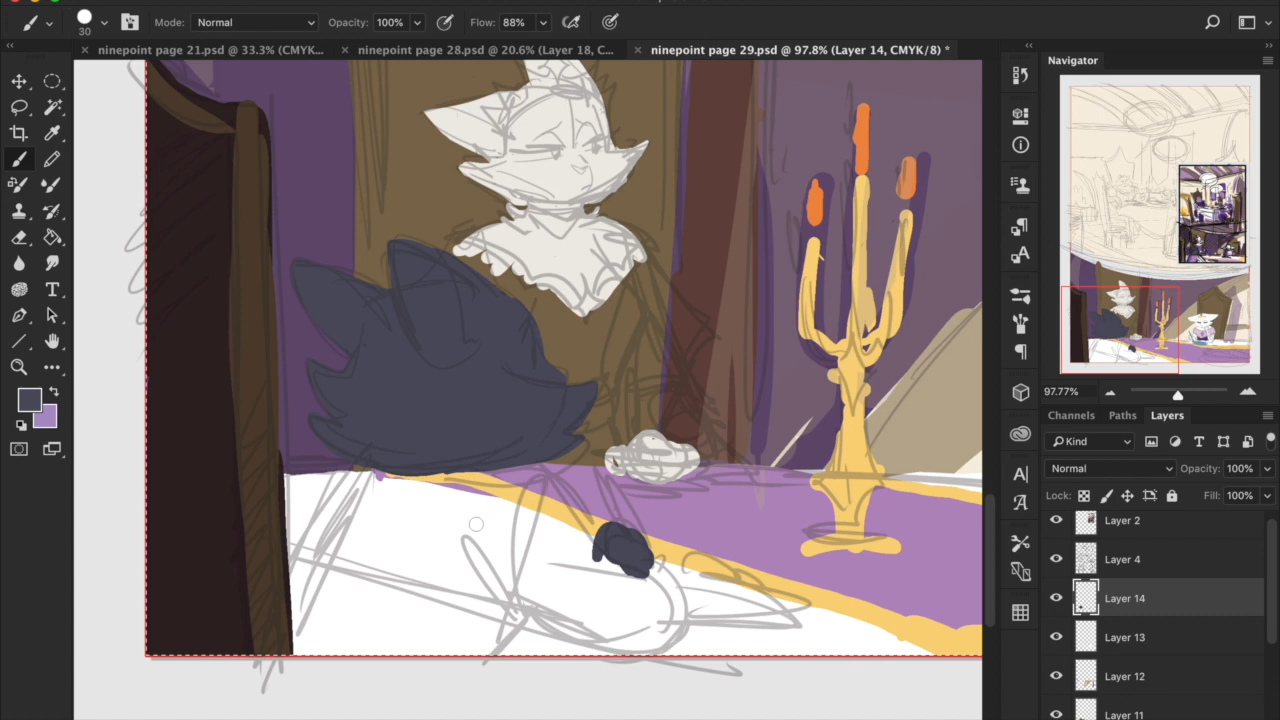 30
Mode: Normal
Opacity: 100%
Flow: 88%
ninepoint page 21.psd @ 33.3% (CMYK...
ninepoint page 28.psd @ 20.6% (Layer 18, C...
ninepoint page 29.psd @ 97.8% (Layer 14, CMYK/8) *
Navigator
97.77%
Channels Paths Layers
Kind
Normal Opacity: 100%
Lock: Fill: 100%
Layer 2
Layer 4
Layer 14
Layer 13
Layer 12
Layer 11